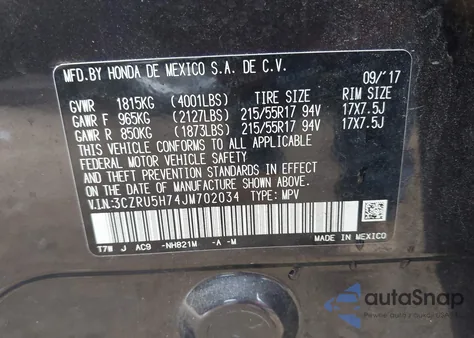 MFD.BY HONDA DE MEXICO S.A. DE C.V.
09/'17
GVWR 1815KG (4001LBS) TIRE SIZE RIM SIZE
GAWR F 965KG (2127LBS) 215/55R17 94V 17X7.5J
GAWR R 850KG (1873LBS) 215/55R17 94V 17X7.5J
THIS VEHICLE CONFORMS TO ALL APPLICABLE
FEDERAL MOTOR VEHICLE SAFETY
AND THEFT PREVENTION STANDARDS IN EFFECT ON
THE DATE OF MANUFACTURE SHOWN ABOVE.
V.I.N:3CZRU5H74JM702034 TYPE: MPV
T7W J AC9 -NH821M -A -M
MADE IN MEXICO
autoSnap